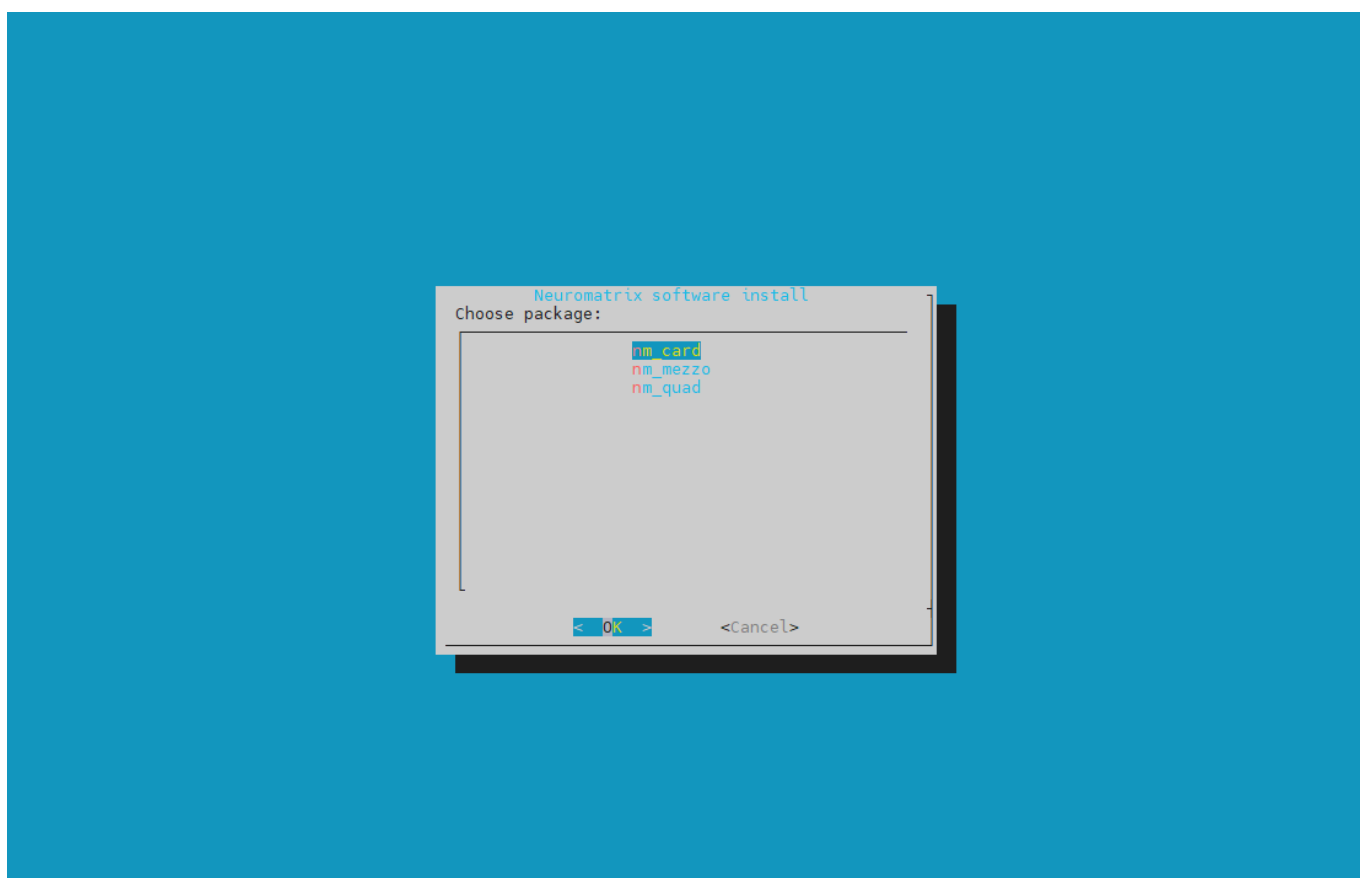 Neuromatrix software install
Choose package:
nm_card
nm_mezzo
nm_quad
< OK > <Cancel>